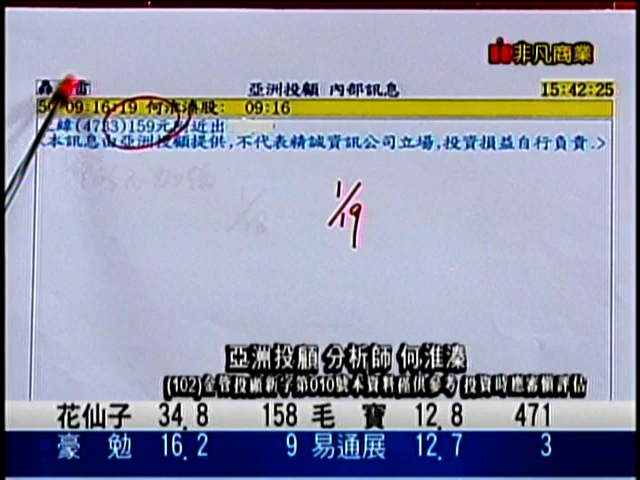 非凡商業
亞洲投顧 內部訊息 15:42:25
50 09:16:19 何淮溱股: 09:16
緯(4733)159元 近出
本訊息由亞洲投顧提供,不代表精誠資訊公司立場,投資損益自行負責.>
1/19
亞洲投顧 分析師 何淮溱
(102)金管投顧新字第010號本資料僅供參考 投資時應審慎評估
花仙子 34.8 158 毛寶 12.8 471
豪勉 16.2 9 易通展 12.7 3